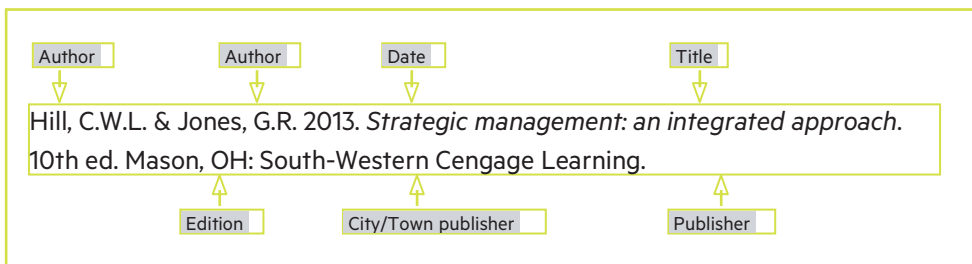 Author Author Date Title
Hill, C.W.L. & Jones, G.R. 2013. Strategic management: an integrated approach.
10th ed. Mason, OH: South-Western Cengage Learning.
Edition City/Town publisher Publisher